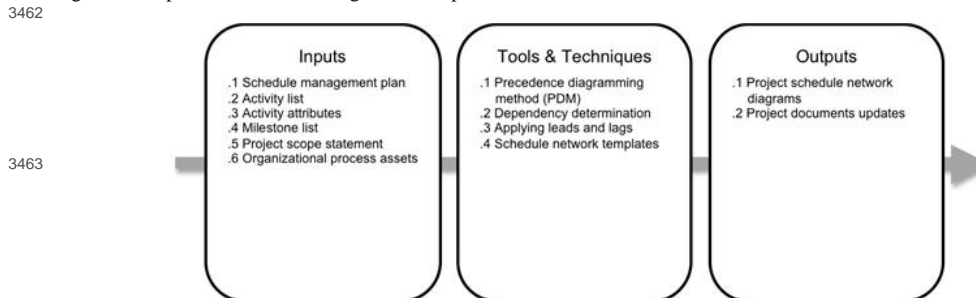 3462
Inputs
.1 Schedule management plan
.2 Activity list
.3 Activity attributes
.4 Milestone list
.5 Project scope statement
.6 Organizational process assets
Tools & Techniques
.1 Precedence diagramming
method (PDM)
.2 Dependency determination
.3 Applying leads and lags
.4 Schedule network templates
Outputs
.1 Project schedule network
diagrams
.2 Project documents updates
3463